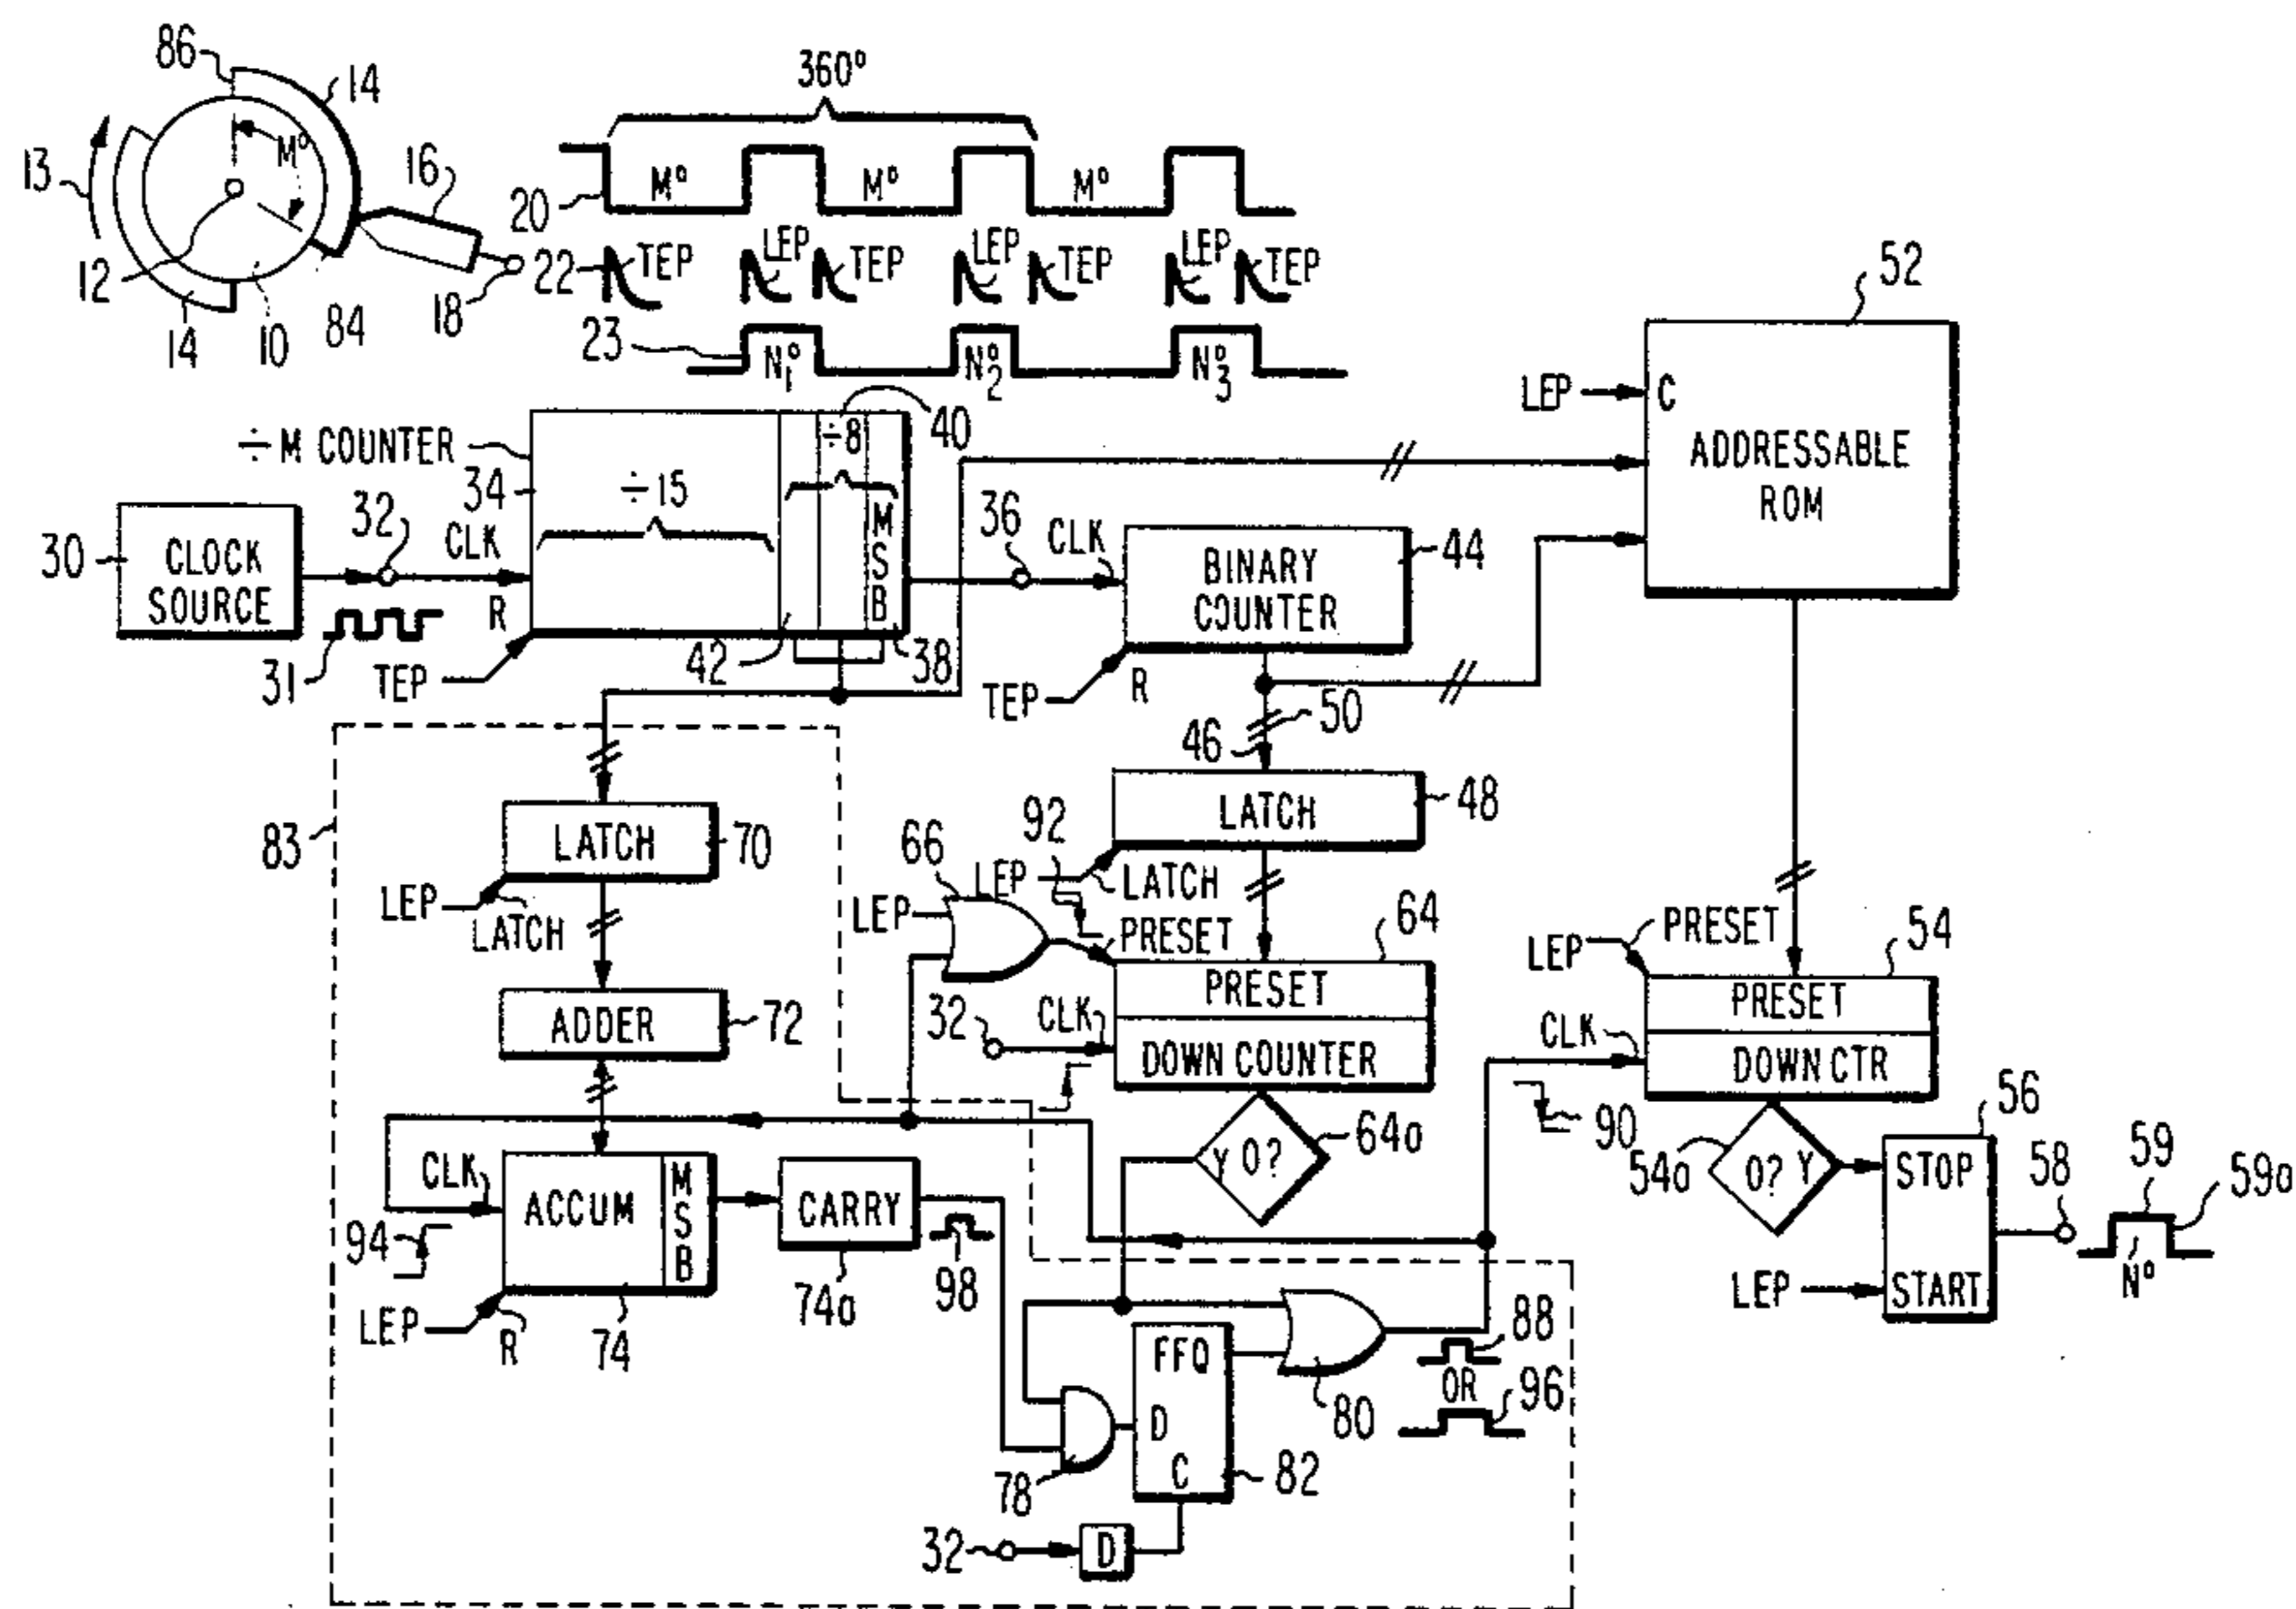 86
14
13
M°
16
12
14
10
84
18
360°
20
M°
M°
M°
22
TEP
LEP
TEP
LEP
TEP
LEP
TEP
23
N₁°
N₂°
N₃°
52
LEP
C
ADDRESSABLE
ROM
÷M COUNTER
34
÷15
÷8
40
MSB
30
CLOCK
SOURCE
32
CLK
R
31
TEP
42
38
36
CLK
BINARY
COUNTER
44
TEP
R
50
46
83
LATCH
70
LEP
LATCH
LATCH
48
92
66
LEP
LATCH
LEP
PRESET
64
ADDER
72
32
CLK
PRESET
DOWN COUNTER
LEP
PRESET
54
CLK
PRESET
DOWN CTR
90
Y 0?
64a
54a
0? Y
56
STOP
START
LEP
58
59
59a
N°
CLK
94
ACCUM
MSB
CARRY
74a
98
LEP
R
74
FFQ
D
C
78
82
80
88
OR
96
32
D